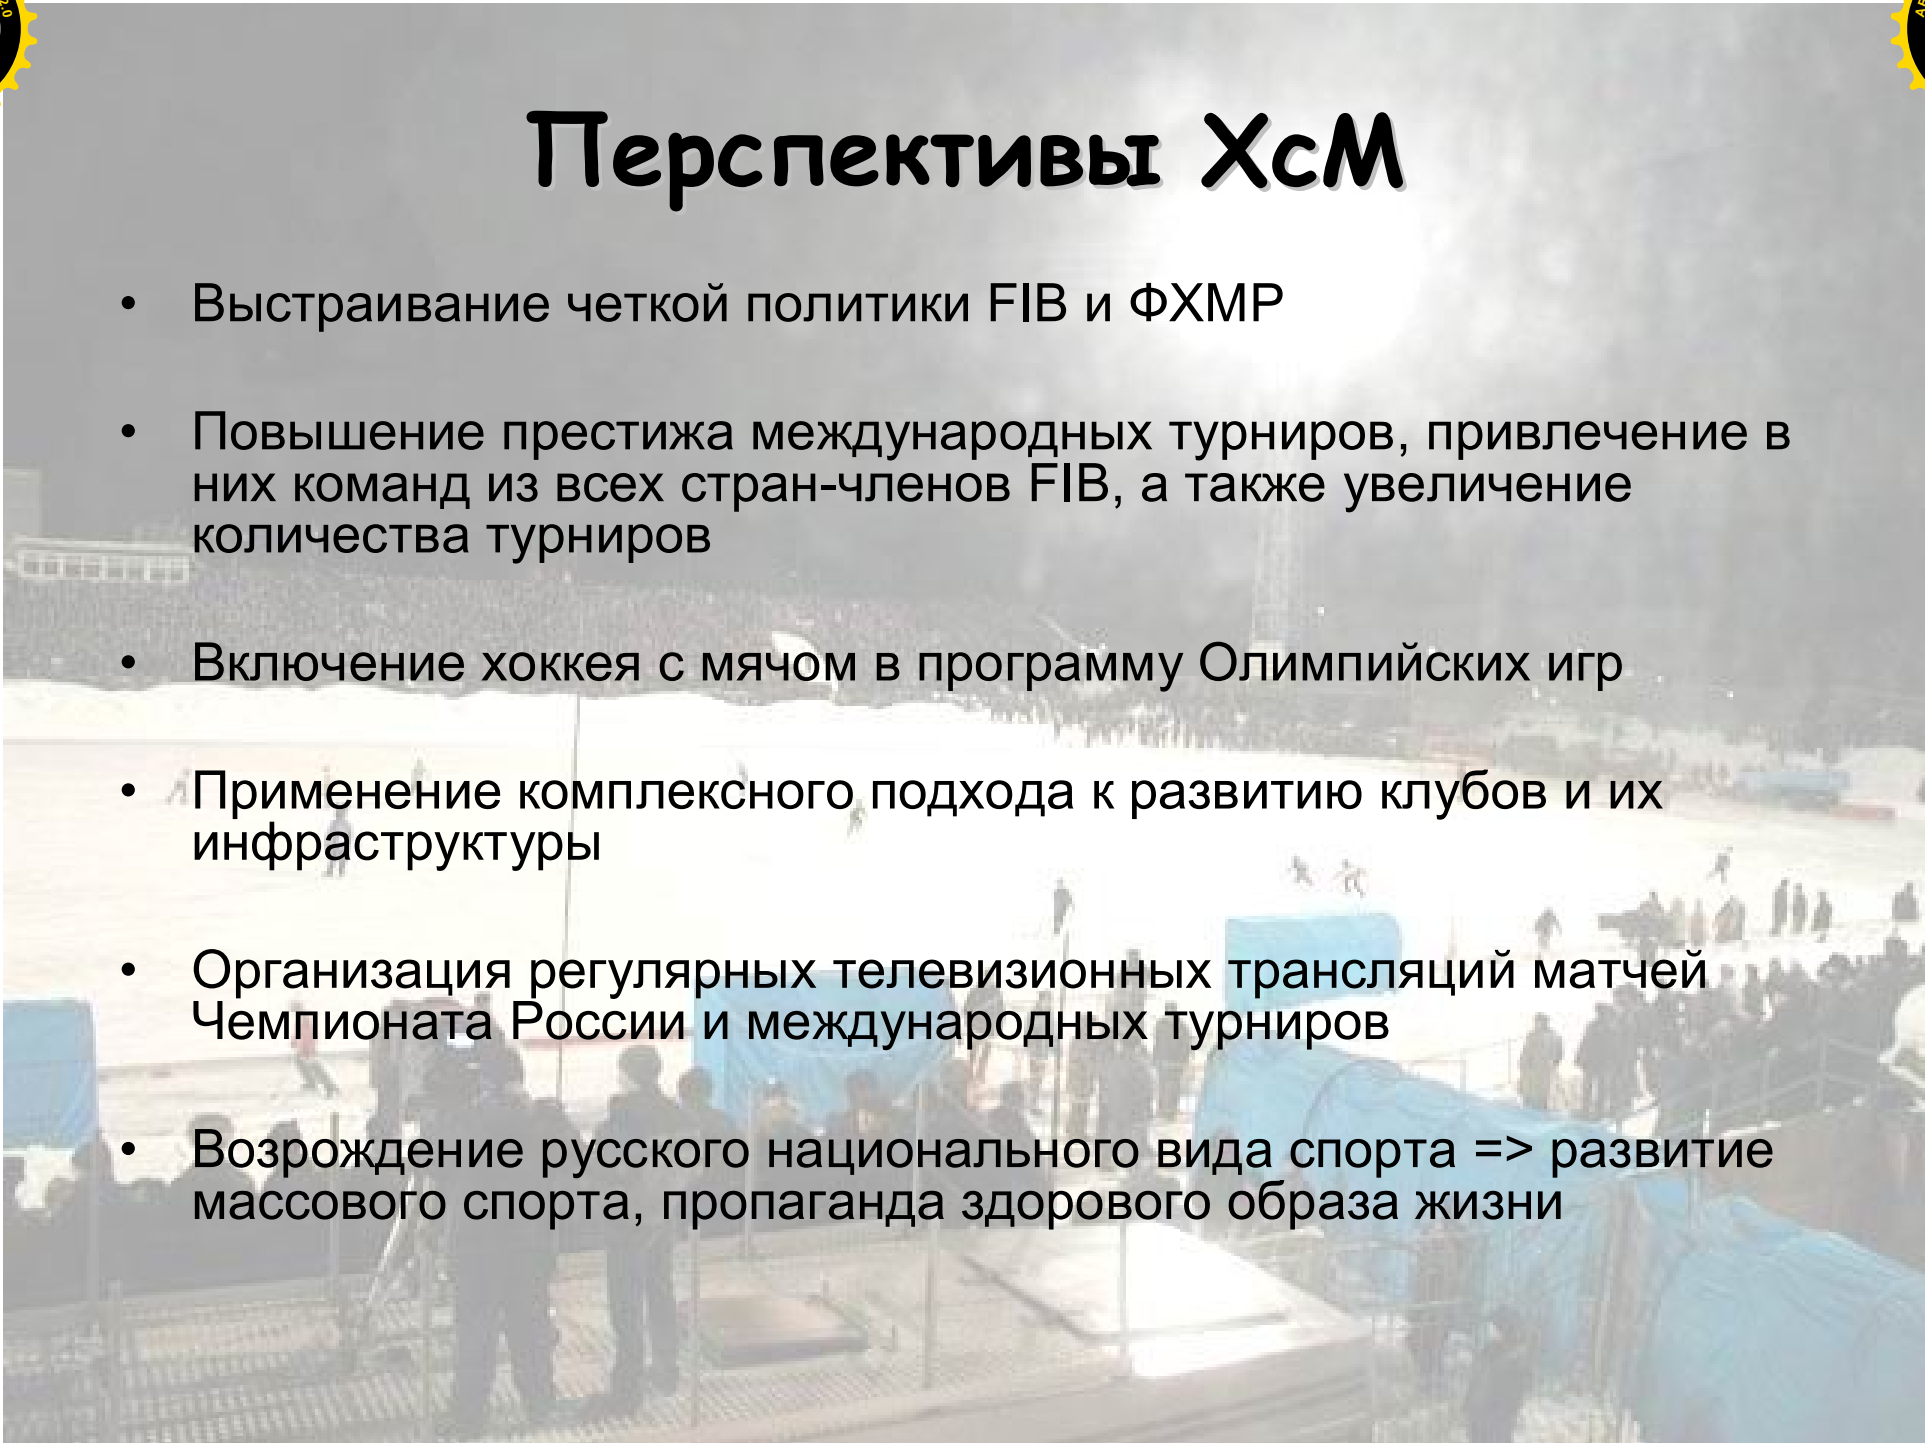 Перспективы ХсМ
• Выстраивание четкой политики FIB и ФХМР
• Повышение престижа международных турниров, привлечение в
них команд из всех стран-членов FIB, а также увеличение
количества турниров
• Включение хоккея с мячом в программу Олимпийских игр
• Применение комплексного подхода к развитию клубов и их
инфраструктуры
• Организация регулярных телевизионных трансляций матчей
Чемпионата России и международных турниров
• Возрождение русского национального вида спорта => развитие
массового спорта, пропаганда здорового образа жизни